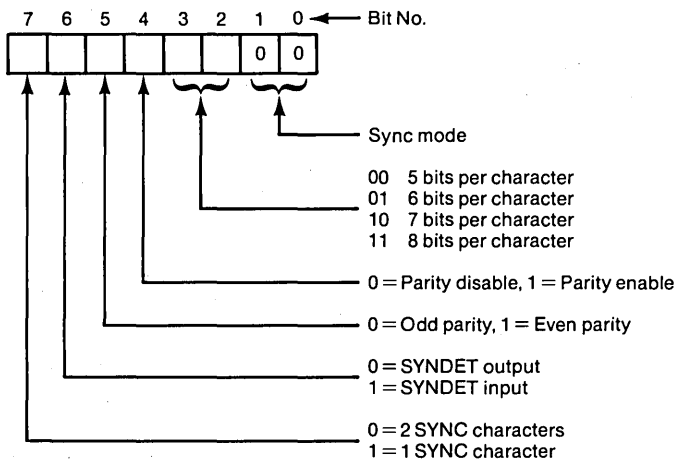 7 6 5 4 3 2 1 0 Bit No.
0 0
Sync mode
00 5 bits per character
01 6 bits per character
10 7 bits per character
11 8 bits per character
0 = Parity disable, 1 = Parity enable
0 = Odd parity, 1 = Even parity
0 = SYNDET output
1 = SYNDET input
0 = 2 SYNC characters
1 = 1 SYNC character